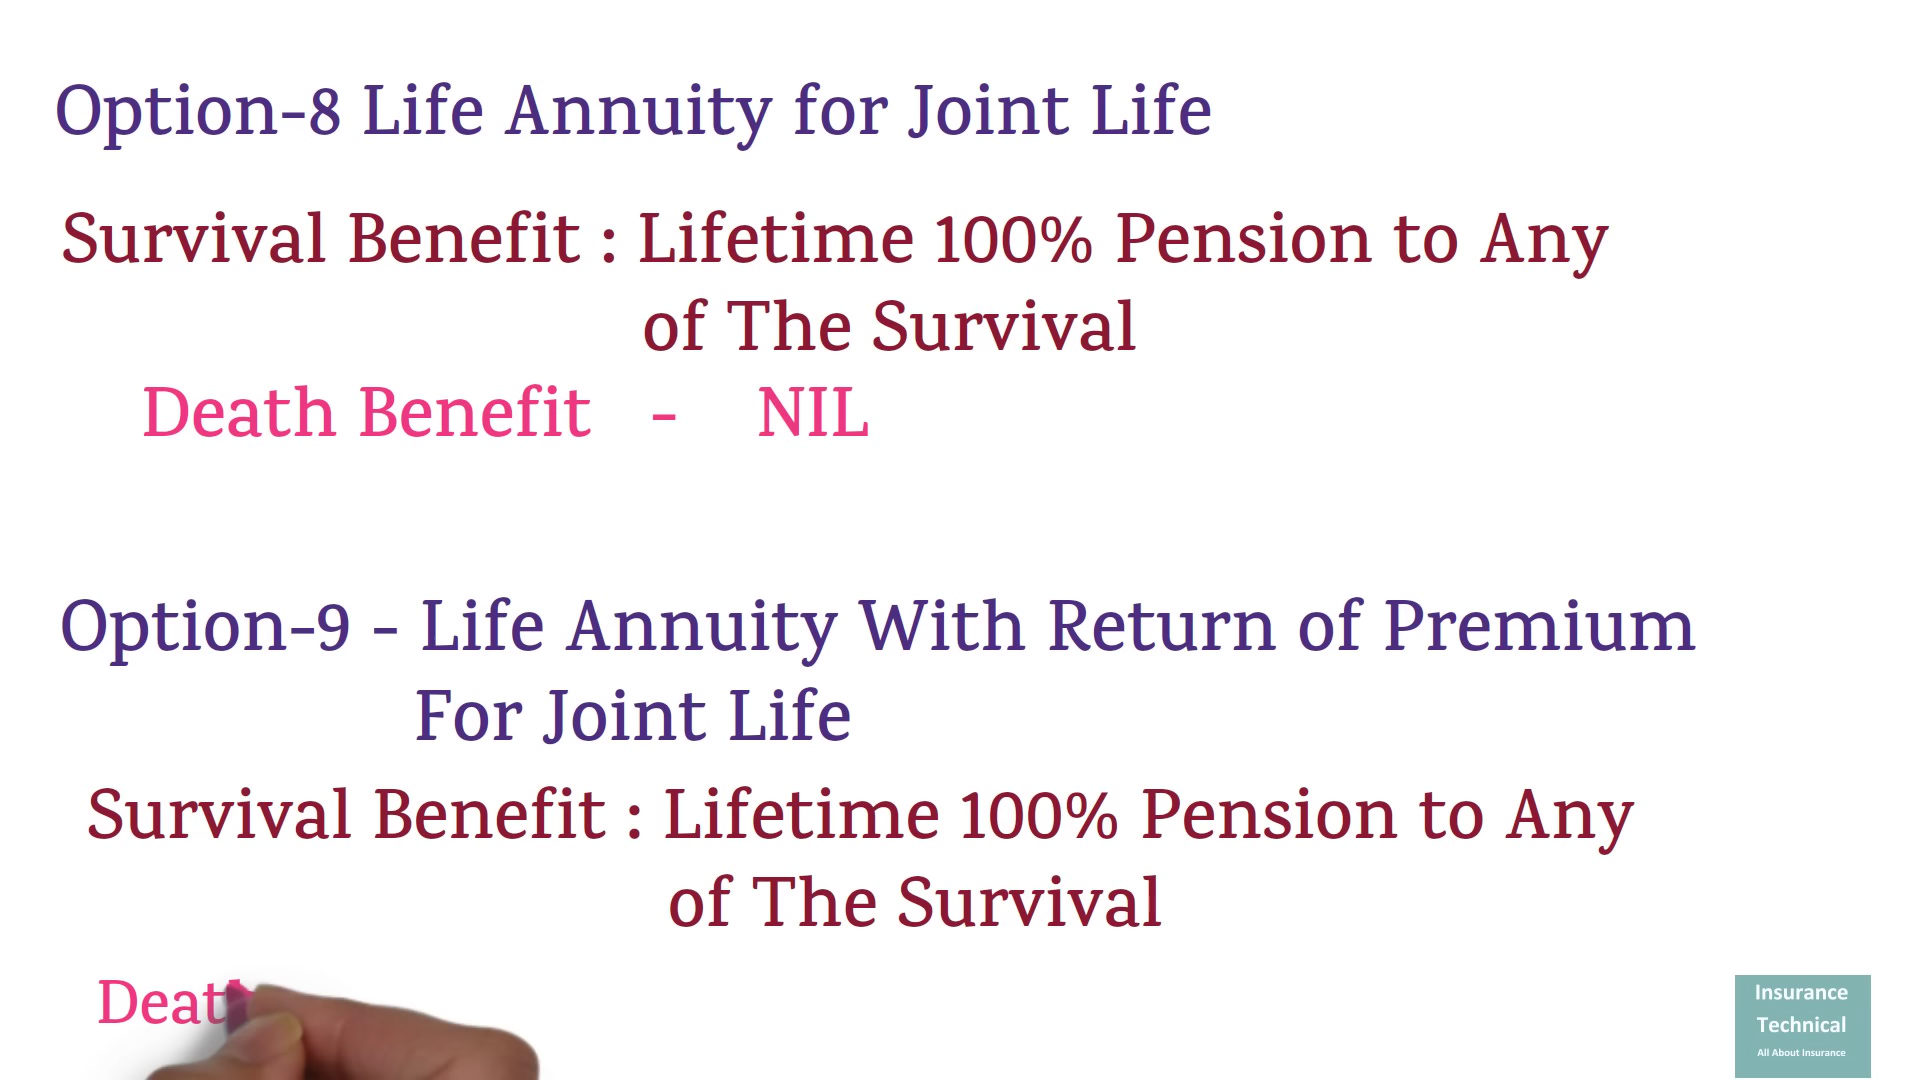 Option-8 Life Annuity for Joint Life
Survival Benefit : Lifetime 100% Pension to Any
of The Survival
Death Benefit - NIL
Option-9 - Life Annuity With Return of Premium
For Joint Life
Survival Benefit : Lifetime 100% Pension to Any
of The Survival
Death
Insurance
Technical
All About Insurance